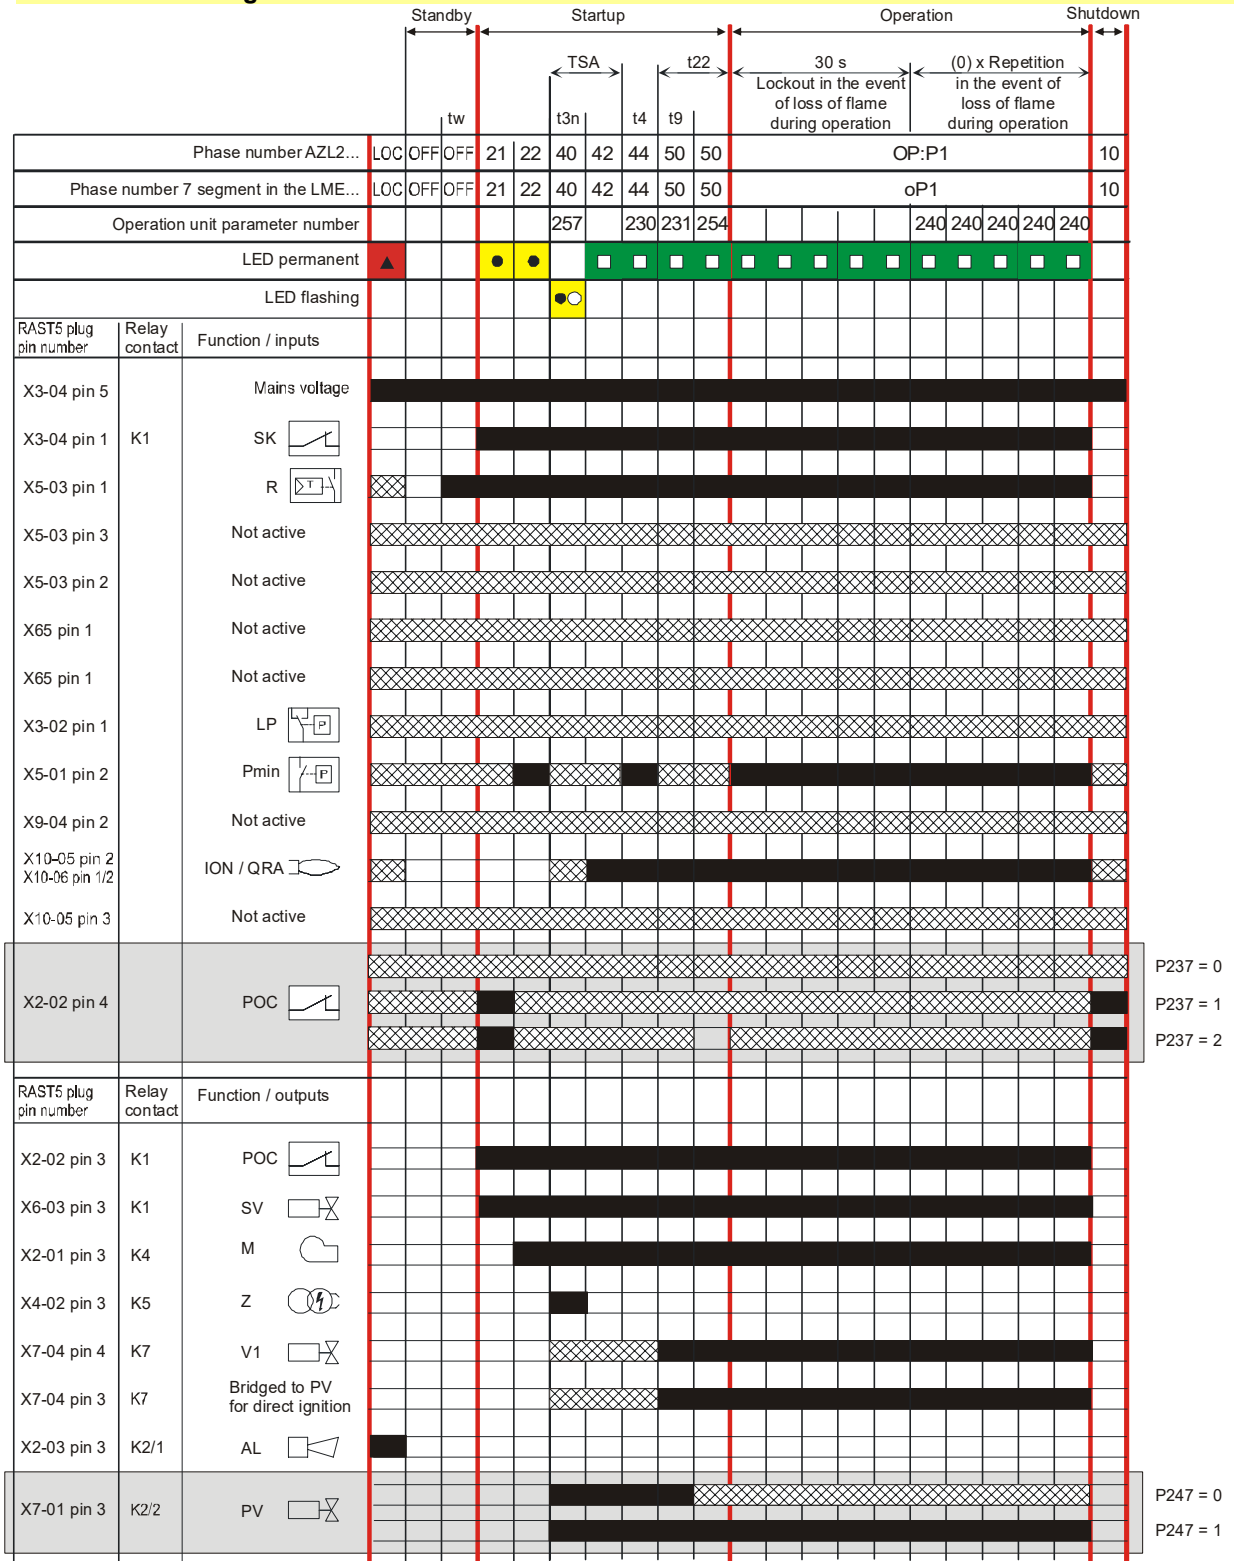 Standby Startup Operation Shutdown
TSA t22 30 s (0) x Repetition
Lockout in the event in the event of
of loss of flame loss of flame
during operation during operation
tw t3n t4 t9
Phase number AZL2... LOC OFF OFF 21 22 40 42 44 50 50 OP:P1 10
Phase number 7 segment in the LME... LOC OFF OFF 21 22 40 42 44 50 50 oP1 10
Operation unit parameter number 257 230 231 254 240 240 240 240 240
LED permanent
LED flashing
RAST5 plug Relay Function / inputs
pin number contact
X3-04 pin 5 Mains voltage
X3-04 pin 1 K1 SK
X5-03 pin 1 R T
X5-03 pin 3 Not active
X5-03 pin 2 Not active
X65 pin 1 Not active
X65 pin 1 Not active
X3-02 pin 1 LP P
X5-01 pin 2 Pmin P
X9-04 pin 2 Not active
X10-05 pin 2
X10-06 pin 1/2 ION / QRA
X10-05 pin 3 Not active
P237 = 0
X2-02 pin 4 POC P237 = 1
P237 = 2
RAST5 plug Relay Function / outputs
pin number contact
X2-02 pin 3 K1 POC
X6-03 pin 3 K1 SV
X2-01 pin 3 K4 M
X4-02 pin 3 K5 Z
X7-04 pin 4 K7 V1
X7-04 pin 3 K7 Bridged to PV
for direct ignition
X2-03 pin 3 K2/1 AL
P247 = 0
X7-01 pin 3 K2/2 PV
P247 = 1